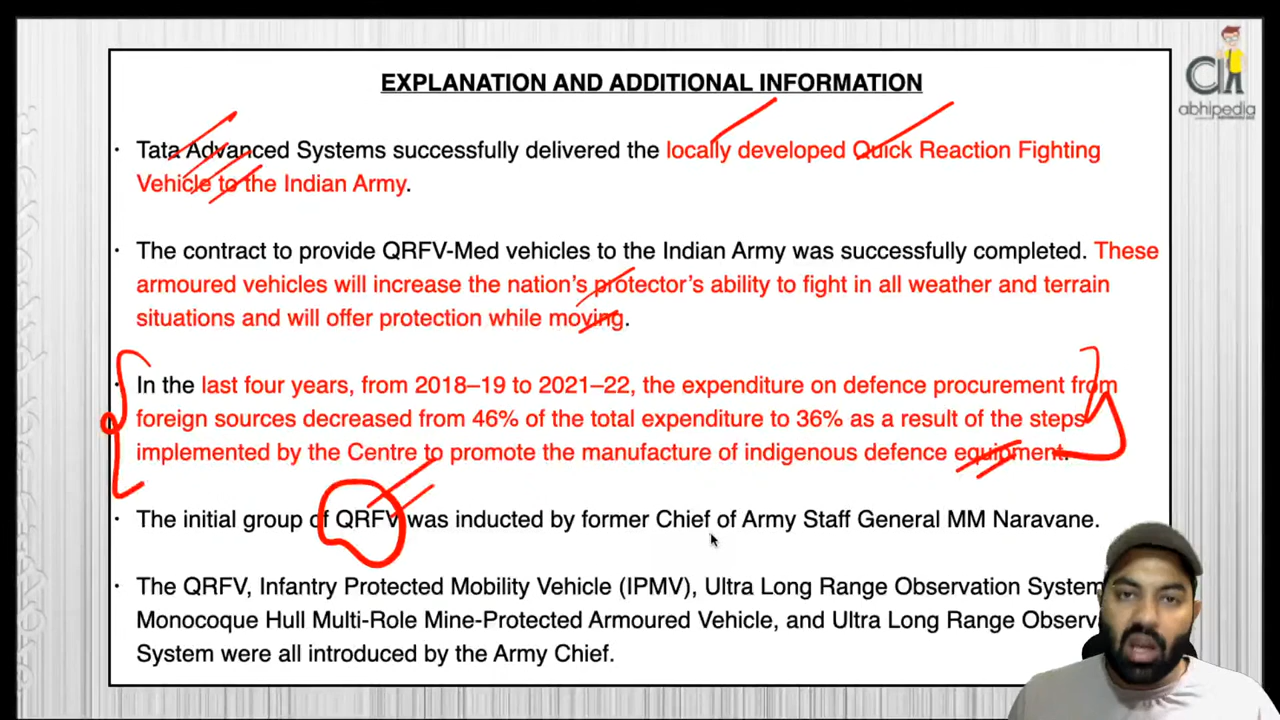 EXPLANATION AND ADDITIONAL INFORMATION
abhipedia
· Tata Advanced Systems successfully delivered the locally developed Quick Reaction Fighting
Vehicle to the Indian Army.
· The contract to provide QRFV-Med vehicles to the Indian Army was successfully completed. These
armoured vehicles will increase the nation's protector's ability to fight in all weather and terrain
situations and will offer protection while moving.
· In the last four years, from 2018–19 to 2021–22, the expenditure on defence procurement from
foreign sources decreased from 46% of the total expenditure to 36% as a result of the steps
implemented by the Centre to promote the manufacture of indigenous defence equipment.
· The initial group of QRFV was inducted by former Chief of Army Staff General MM Naravane.
· The QRFV, Infantry Protected Mobility Vehicle (IPMV), Ultra Long Range Observation System
Monocoque Hull Multi-Role Mine-Protected Armoured Vehicle, and Ultra Long Range
System were all introduced by the Army Chief.